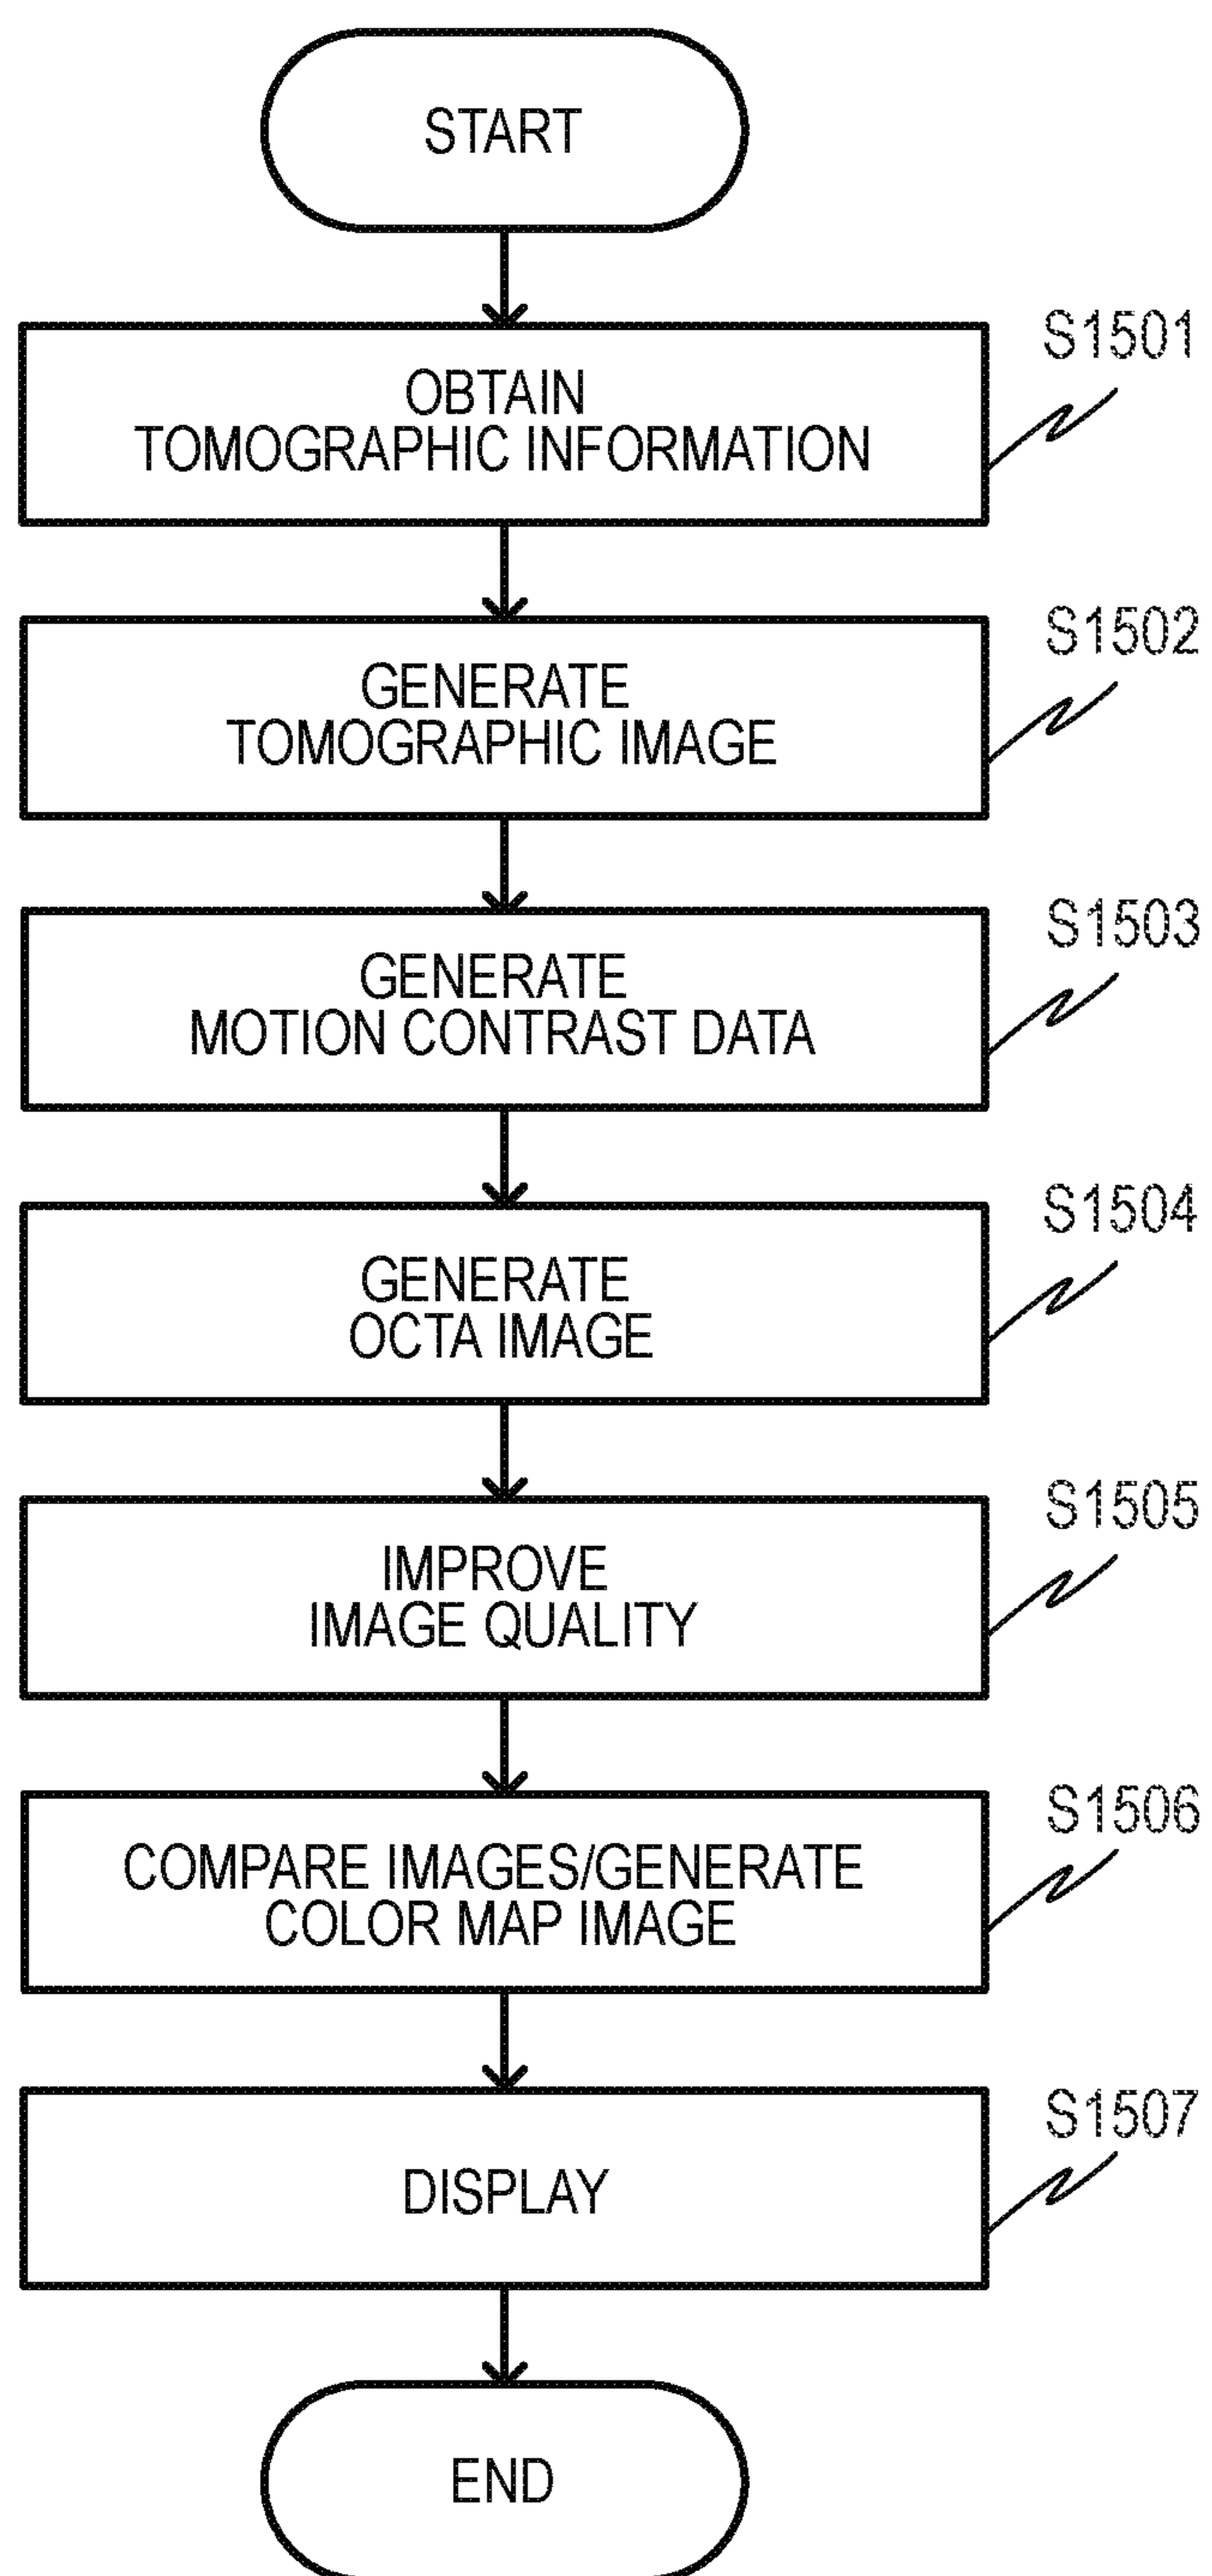 START
S1501
OBTAIN
TOMOGRAPHIC INFORMATION
S1502
GENERATE
TOMOGRAPHIC IMAGE
S1503
GENERATE
MOTION CONTRAST DATA
S1504
GENERATE
OCTA IMAGE
S1505
IMPROVE
IMAGE QUALITY
S1506
COMPARE IMAGES/GENERATE
COLOR MAP IMAGE
S1507
DISPLAY
END